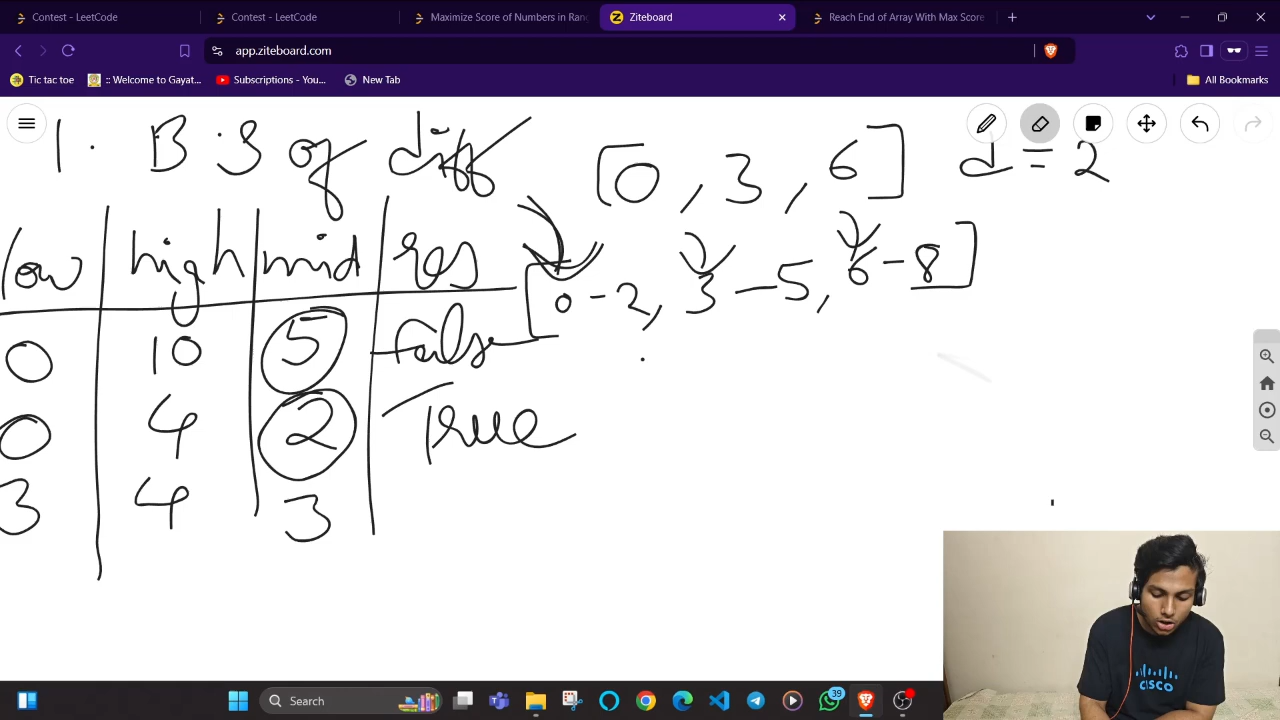 Contest - LeetCode
Contest - LeetCode
Maximize Score of Numbers in Ran
Ziteboard
Reach End of Array With Max Score
app.ziteboard.com
Tic tac toe
:: Welcome to Gayat...
Subscriptions - You...
New Tab
All Bookmarks
1. B.S of diff
[0, 3, 6] d = 2
low high mid res
[0-2, 3-5, 6-8]
0 10 5 false
0 4 2 True
3 4 3
CISCO
Search
39